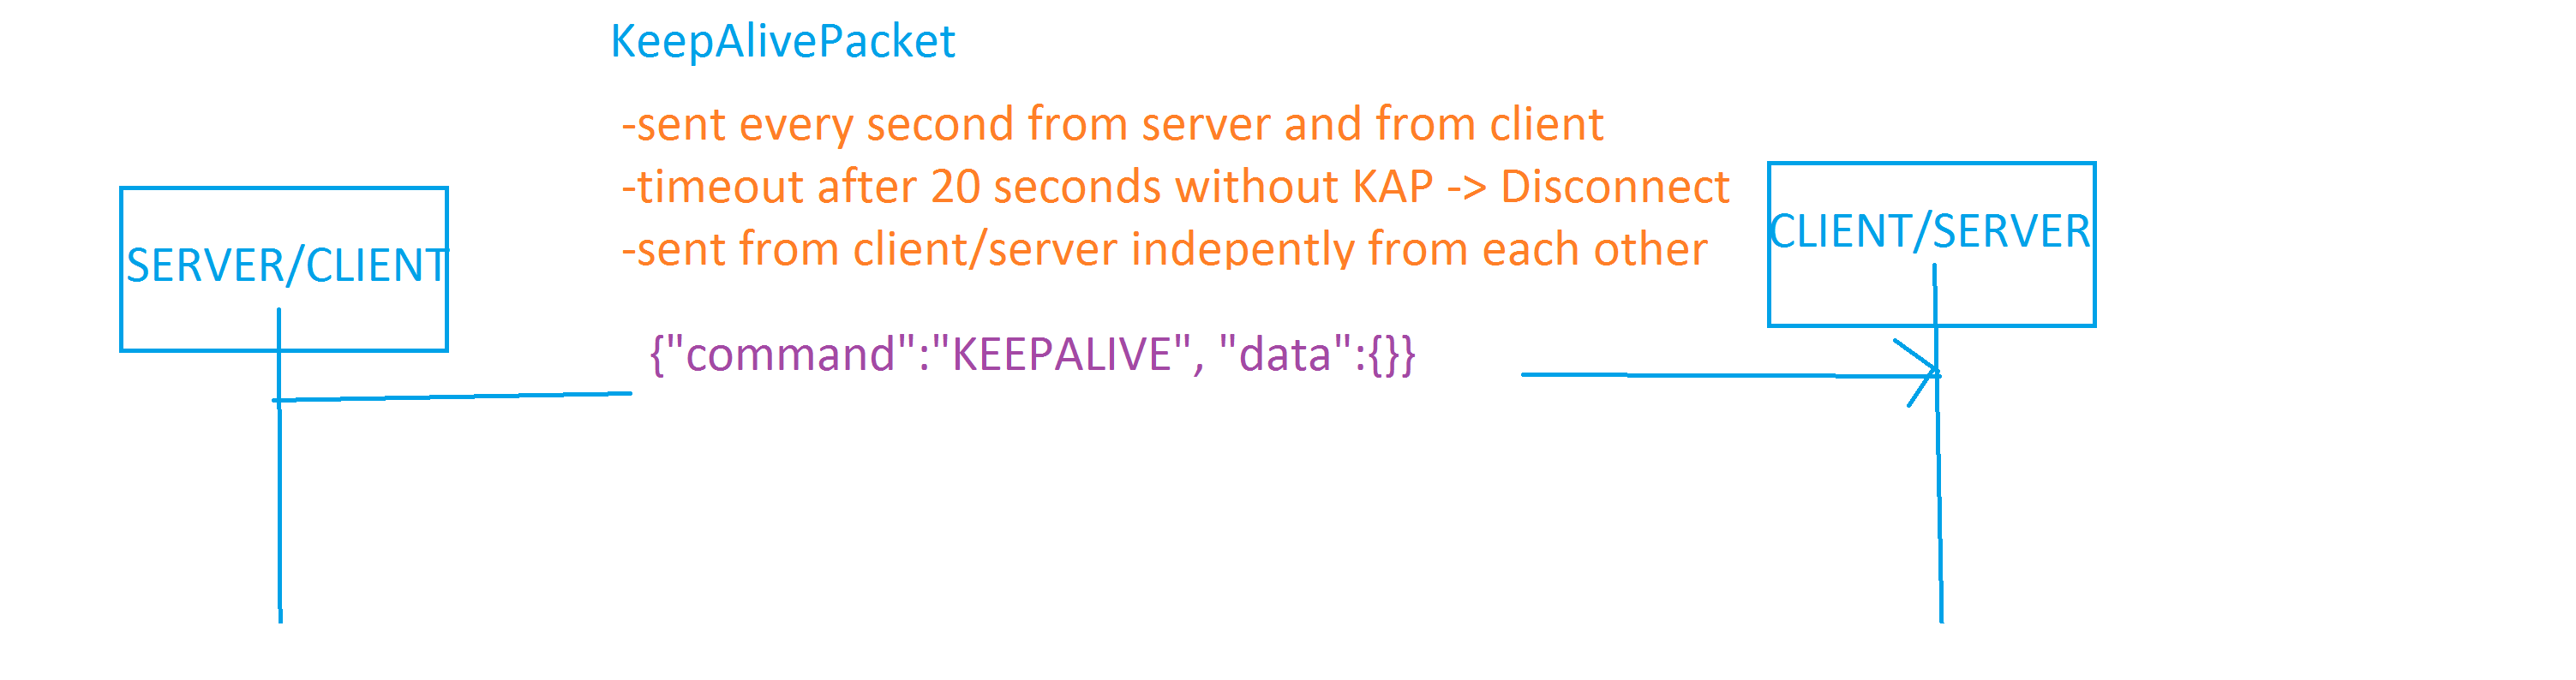 KeepAlivePacket
-sent every second from server and from client
-timeout after 20 seconds without KAP -> Disconnect
-sent from client/server indepently from each other
SERVER/CLIENT
CLIENT/SERVER
{"command":"KEEPALIVE", "data":{}}